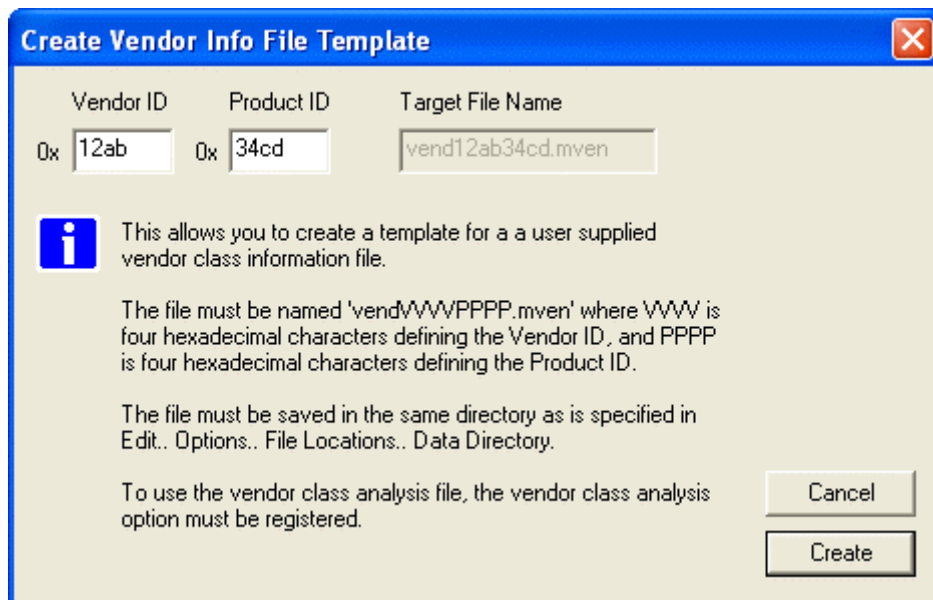 Create Vendor Info File Template
Vendor ID Product ID Target File Name
0x 12ab 0x 34cd vend12ab34cd.mven
This allows you to create a template for a a user supplied
vendor class information file.
The file must be named 'vendVVVVPPPP.mven' where VVVV is
four hexadecimal characters defining the Vendor ID, and PPPP
is four hexadecimal characters defining the Product ID.
The file must be saved in the same directory as is specified in
Edit.. Options.. File Locations.. Data Directory.
To use the vendor class analysis file, the vendor class analysis
option must be registered.
Cancel
Create